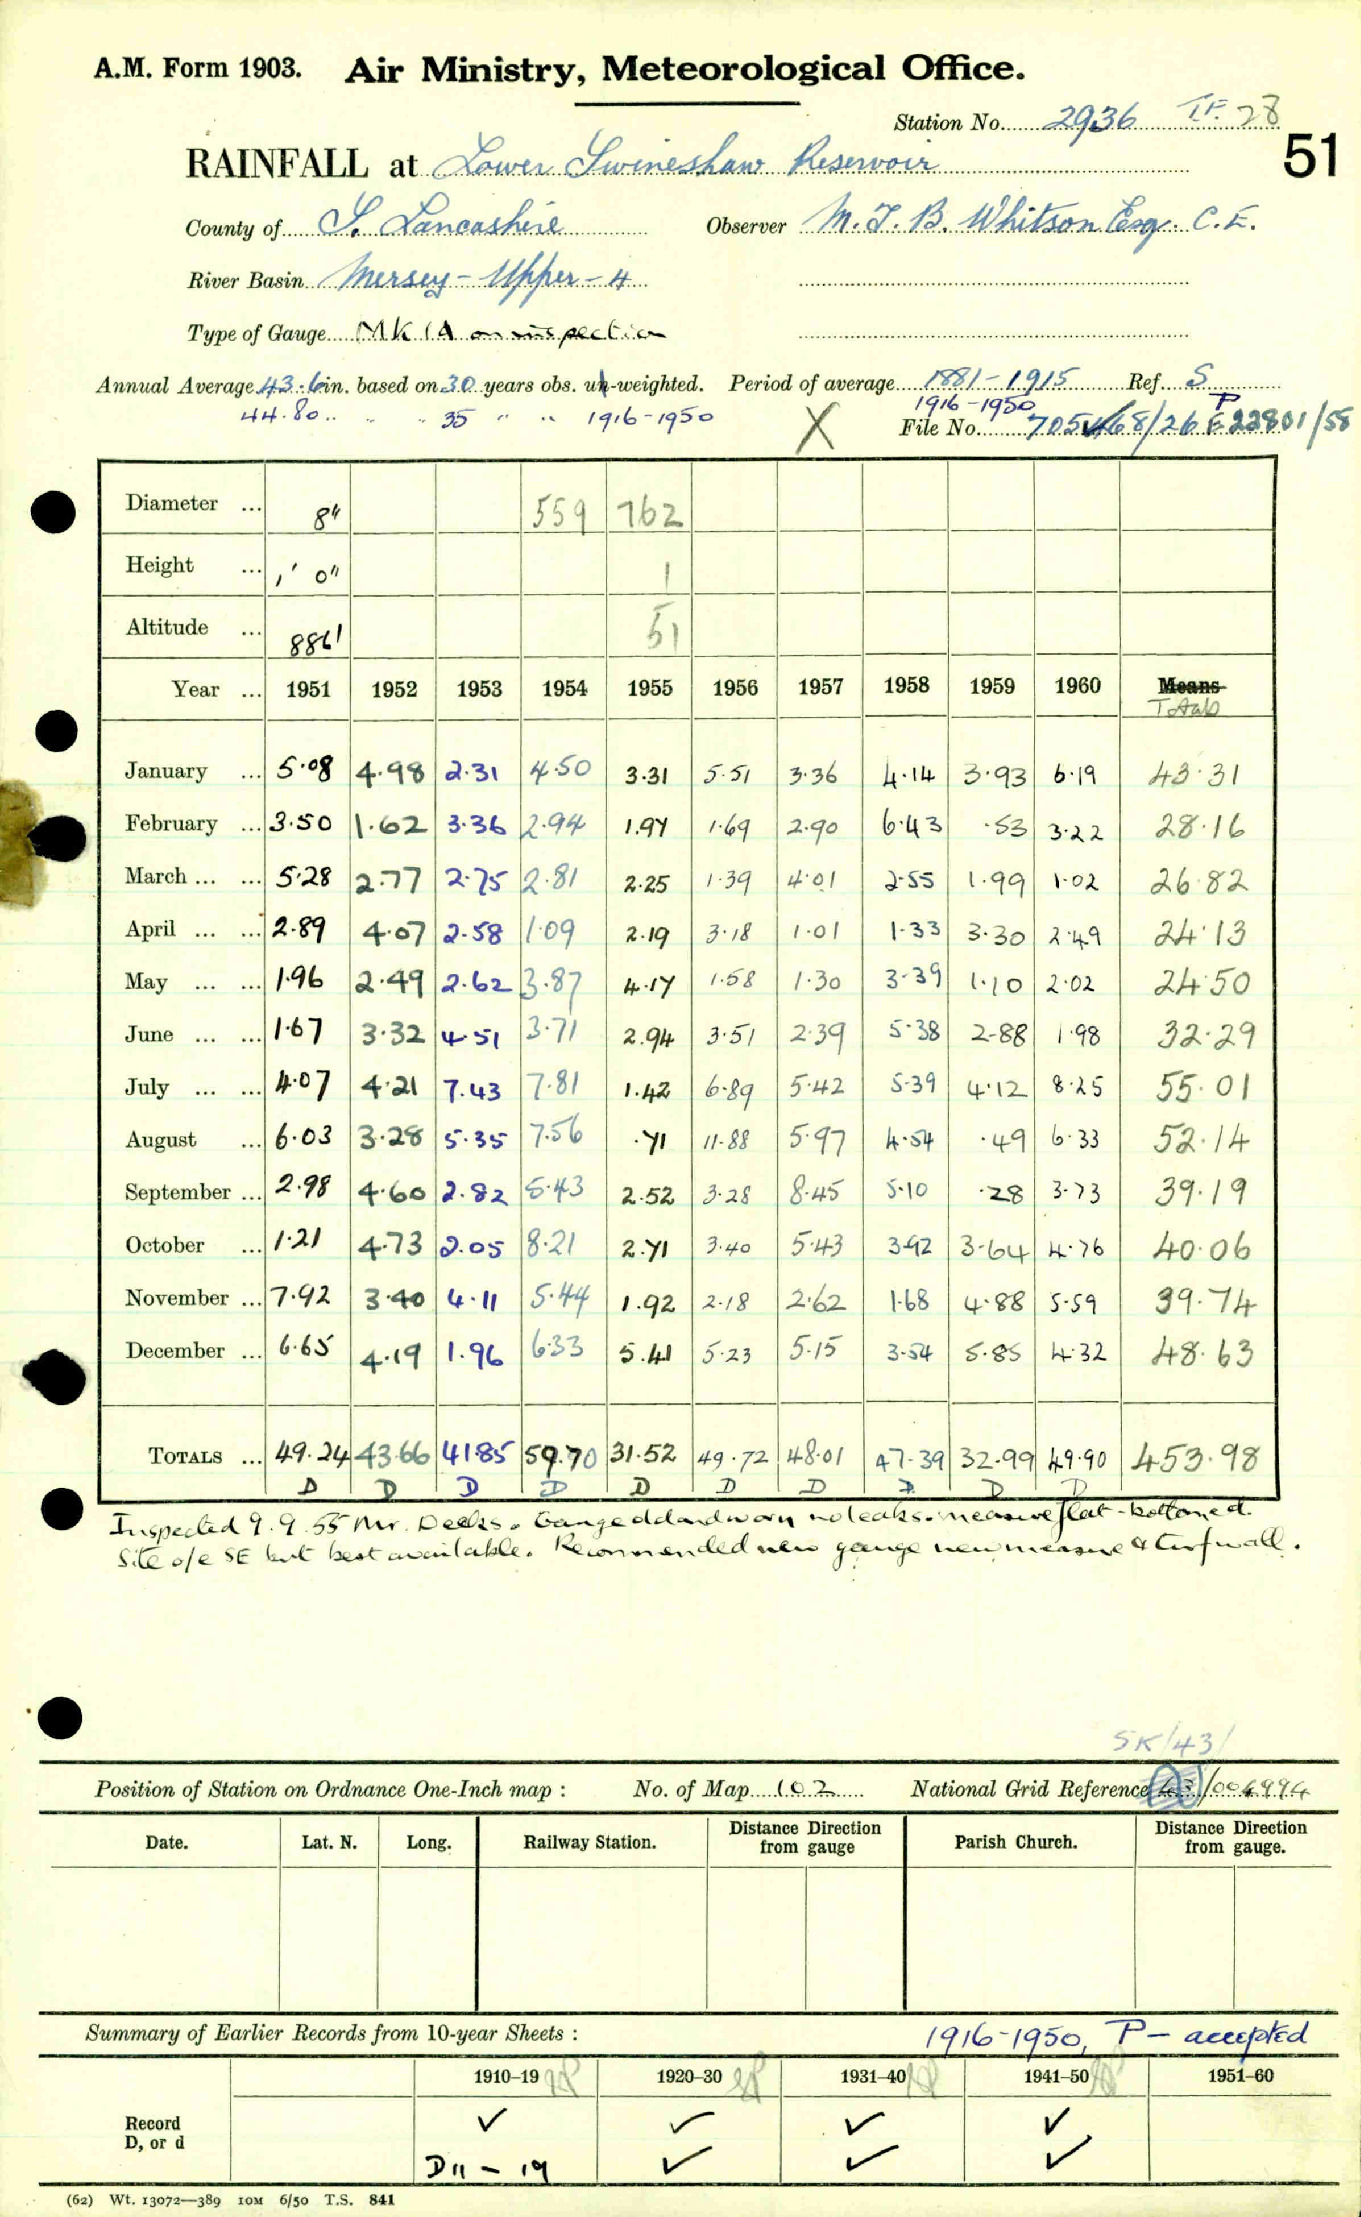 A.M. Form 1903. Air Ministry, Meteorological Office.
Station No. 2936 I.F. 28
RAINFALL at Lower Swineshaw Reservoir 51
County of S. Lancashire Observer M. J. B. Whitson Esq. C.E.
River Basin Mersey - Upper - 4
Type of Gauge MK IA on inspection
Annual Average 43.6 in. based on 30 years obs. un-weighted. Period of average 1881-1915 Ref. S
44.80 " " 35 " " 1916-1950 1916-1950 P
X File No. 705468/26 E 22801/58
Diameter ... 8" 559 762
Height ... 1' 0" 1
Altitude ... 886' 51
Year ... 1951 1952 1953 1954 1955 1956 1957 1958 1959 1960 Means
Totals
January ... 5.08 4.98 2.31 4.50 3.31 5.51 3.36 4.14 3.93 6.19 43.31
February ... 3.50 1.62 3.36 2.94 1.97 1.69 2.90 6.43 .53 3.22 28.16
March ... ... 5.28 2.77 2.75 2.81 2.25 1.39 4.01 2.55 1.99 1.02 26.82
April ... ... 2.89 4.07 2.58 1.09 2.19 3.18 1.01 1.33 3.30 2.49 24.13
May ... ... 1.96 2.49 2.62 3.87 4.17 1.58 1.30 3.39 1.10 2.02 24.50
June ... ... 1.67 3.32 4.51 3.71 2.94 3.51 2.39 5.38 2.88 1.98 32.29
July ... ... 4.07 4.21 7.43 7.81 1.42 6.89 5.42 5.39 4.12 8.25 55.01
August ... 6.03 3.28 5.35 7.56 .71 11.88 5.97 4.54 .49 6.33 52.14
September ... 2.98 4.60 2.82 5.43 2.52 3.28 8.45 5.10 .28 3.73 39.19
October ... 1.21 4.73 2.05 8.21 2.71 3.40 5.43 3.92 3.64 4.76 40.06
November ... 7.92 3.40 4.11 5.44 1.92 2.18 2.62 1.68 4.88 5.59 39.74
December ... 6.65 4.19 1.96 6.33 5.41 5.23 5.15 3.54 5.85 4.32 48.63
TOTALS ... 49.24 43.66 41.85 59.70 31.52 49.72 48.01 47.39 32.99 49.90 453.98
D D D D D D D D D D
Inspected 9.9.55 Mr. Deeks. Gauge old and worn no leaks. measure flat-bottomed.
Site o/e SE but best available. Recommended new gauge new measure & turf wall.
SK/43/
Position of Station on Ordnance One-Inch map : No. of Map 102 National Grid Reference 43/006994
Date. Lat. N. Long. Railway Station. Distance Direction from gauge Parish Church. Distance Direction from gauge.
Summary of Earlier Records from 10-year Sheets : 1916-1950, P - accepted
1910-19 1920-30 1931-40 1941-50 1951-60
Record ✓ ✓ ✓ ✓
D, or d D 11 - 19 ✓ ✓ ✓
(62) Wt. 13072—389 10M 6/50 T.S. 841